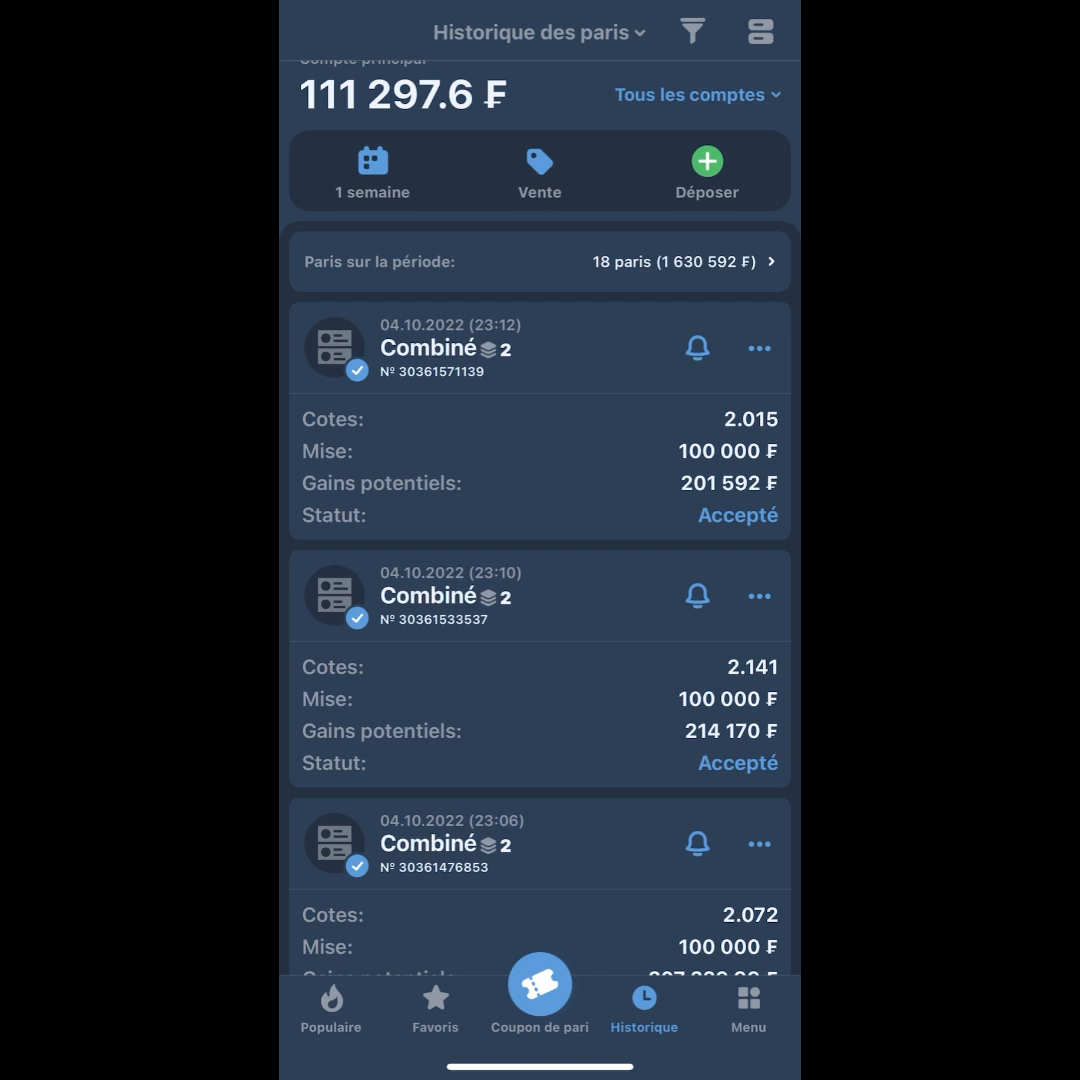 Historique des paris
Compte principal
111 297.6 ₣
Tous les comptes
1 semaine
Vente
Déposer
Paris sur la période:
18 paris (1 630 592 ₣)
04.10.2022 (23:12)
Combiné 2
Nº 30361571139
Cotes:
2.015
Mise:
100 000 ₣
Gains potentiels:
201 592 ₣
Statut:
Accepté
04.10.2022 (23:10)
Combiné 2
Nº 30361533537
Cotes:
2.141
Mise:
100 000 ₣
Gains potentiels:
214 170 ₣
Statut:
Accepté
04.10.2022 (23:06)
Combiné 2
Nº 30361476853
Cotes:
2.072
Mise:
100 000 ₣
Gains potentiels
Populaire
Favoris
Coupon de pari
Historique
Menu